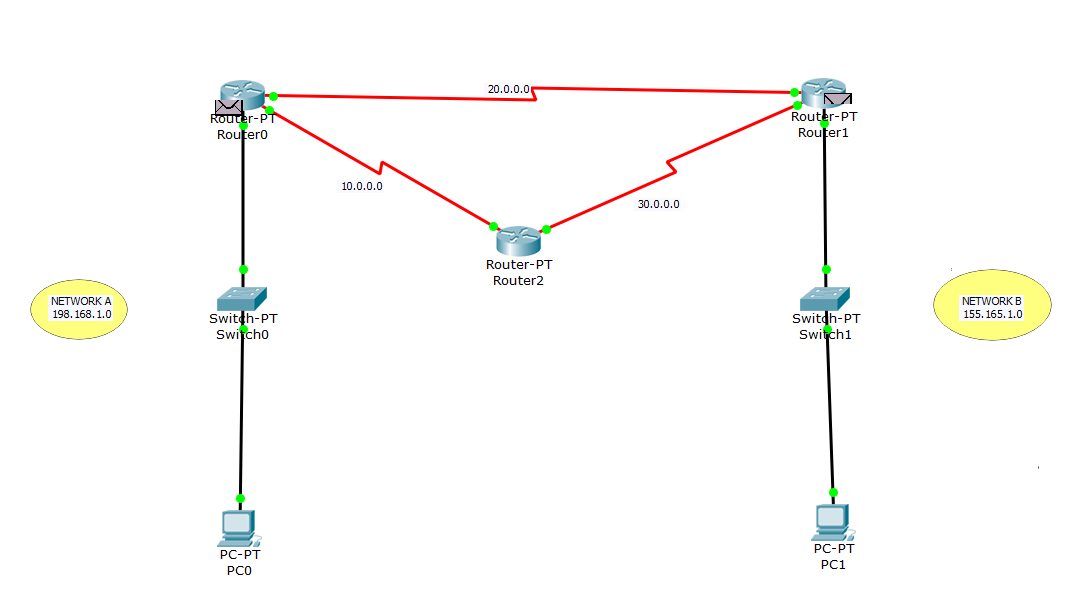 20.0.0.0
Router-PT
Router0
Router-PT
Router1
10.0.0.0
30.0.0.0
Router-PT
Router2
NETWORK A
198.168.1.0
Switch-PT
Switch0
Switch-PT
Switch1
NETWORK B
155.165.1.0
PC-PT
PC0
PC-PT
PC1